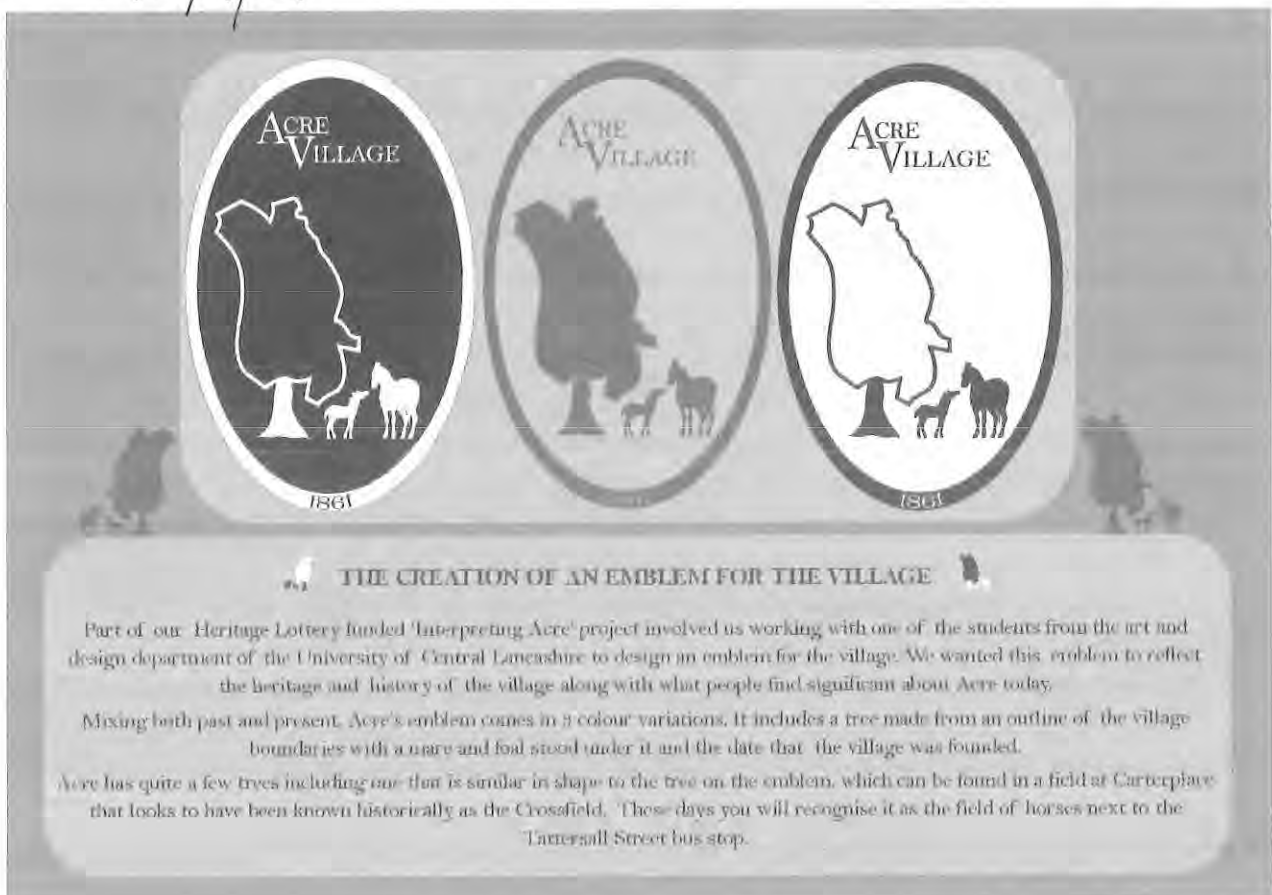 ACRE
VILLAGE
1861
ACRE
VILLAGE
ACRE
VILLAGE
1861
THE CREATION OF AN EMBLEM FOR THE VILLAGE
Part of our Heritage Lottery funded 'Interpreting Acre' project involved us working with one of the students from the art and
design department of the University of Central Lancashire to design an emblem for the village. We wanted this emblem to reflect
the heritage and history of the village along with what people find significant about Acre today.
Mixing both past and present, Acre's emblem comes in 3 colour variations. It includes a tree made from an outline of the village
boundaries with a mare and foal stood under it and the date that the village was founded.
Acre has quite a few trees including one that is similar in shape to the tree on the emblem, which can be found in a field at Carterplace
that looks to have been known historically as the Crossfield. These days you will recognise it as the field of horses next to the
Tattersall Street bus stop.